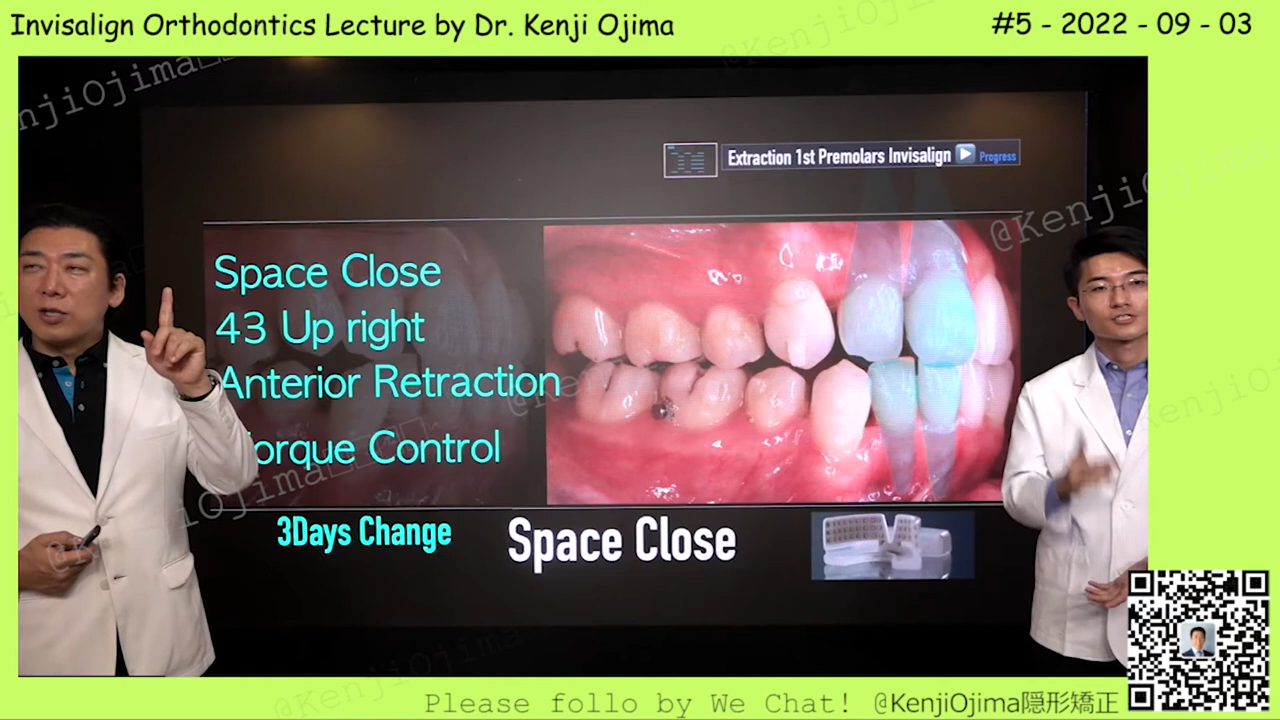 Invisalign Orthodontics Lecture by Dr. Kenji Ojima
#5 - 2022 - 09 - 03
Extraction 1st Premolars Invisalign
Progress
Space Close
43 Up right
Anterior Retraction
orque Control
3Days Change
Space Close
@KenjiOjima
Please follo by We Chat! @KenjiOjima隠形矯正